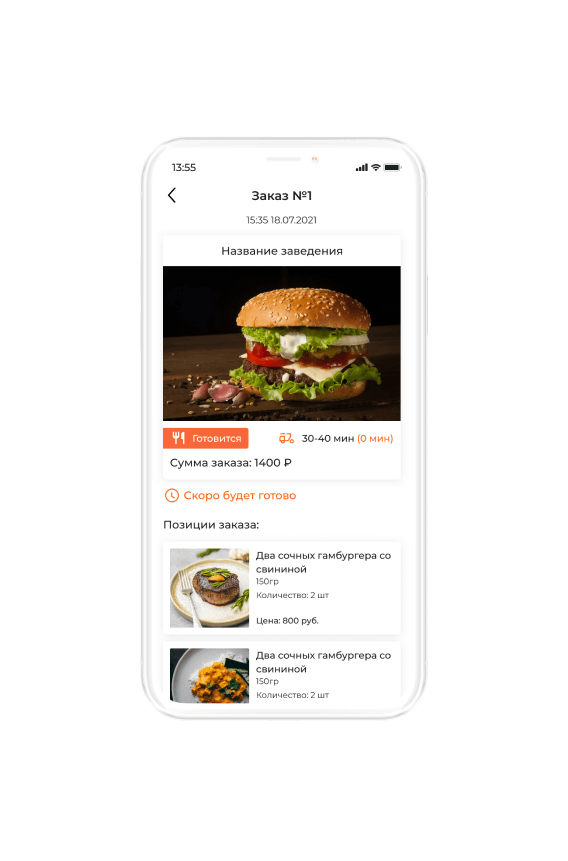 13:55
Заказ №1
15:35 18.07.2021
Название заведения
Готовится
30-40 мин (0 мин)
Сумма заказа: 1400 ₽
Скоро будет готово
Позиции заказа:
Два сочных гамбургера со
свининой
150гр
Количество: 2 шт
Цена: 800 руб.
Два сочных гамбургера со
свининой
150гр
Количество: 2 шт